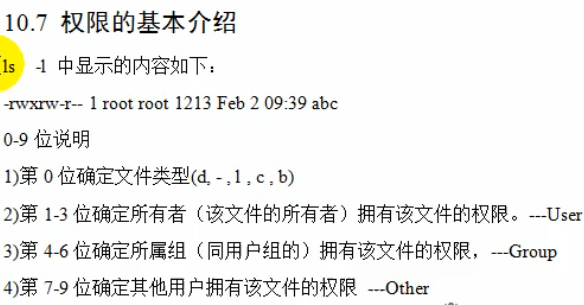 10.7 权限的基本介绍
ls -l 中显示的内容如下：
-rwxrw-r-- 1 root root 1213 Feb 2 09:39 abc
0-9 位说明
1)第 0 位确定文件类型(d, - , l , c , b)
2)第 1-3 位确定所有者（该文件的所有者）拥有该文件的权限。---User
3)第 4-6 位确定所属组（同用户组的）拥有该文件的权限，---Group
4)第 7-9 位确定其他用户拥有该文件的权限 ---Other